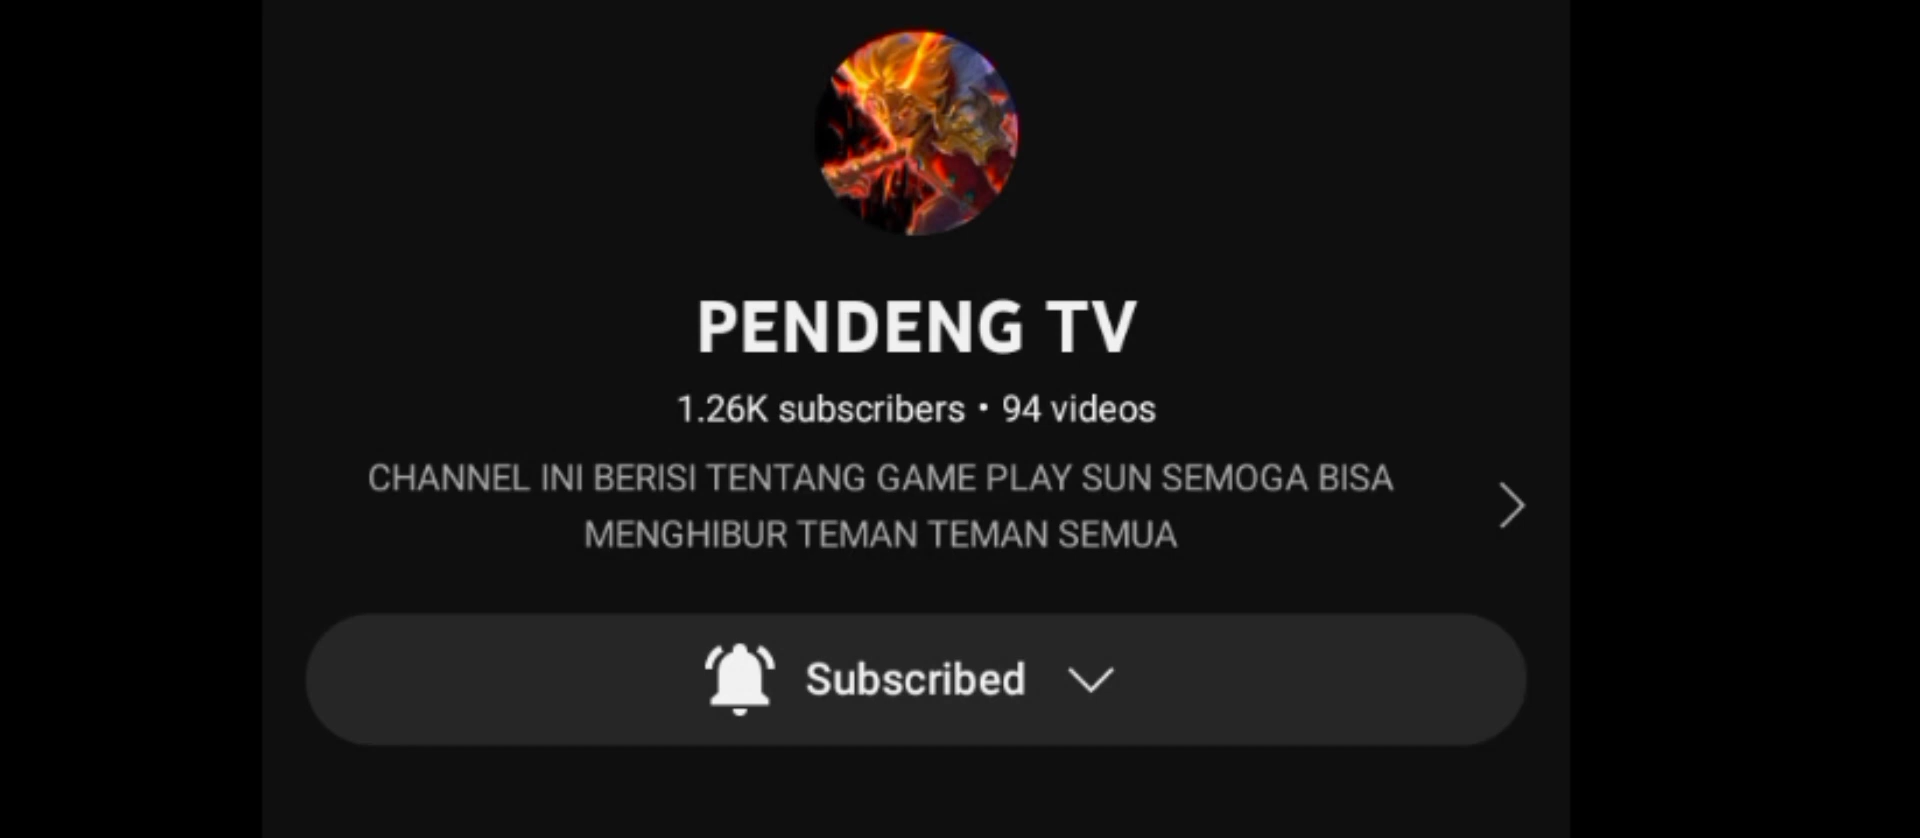 PENDENG TV
1.26K subscribers • 94 videos
CHANNEL INI BERISI TENTANG GAME PLAY SUN SEMOGA BISA
MENGHIBUR TEMAN TEMAN SEMUA
Subscribed